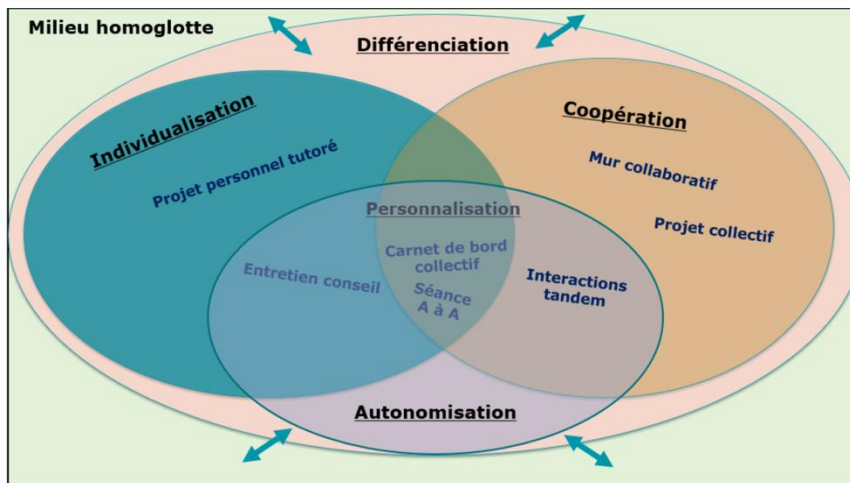 Milieu homoglotte
Différenciation
Individualisation
Coopération
Projet personnel tutoré
Mur collaboratif
Personnalisation
Projet collectif
Carnet de bord
collectif
Entretien conseil
Séance
A à A
Interactions
tandem
Autonomisation